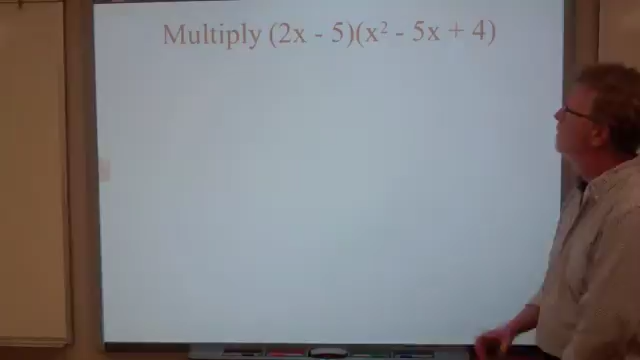 Multiply (2x - 5)(x² - 5x + 4)